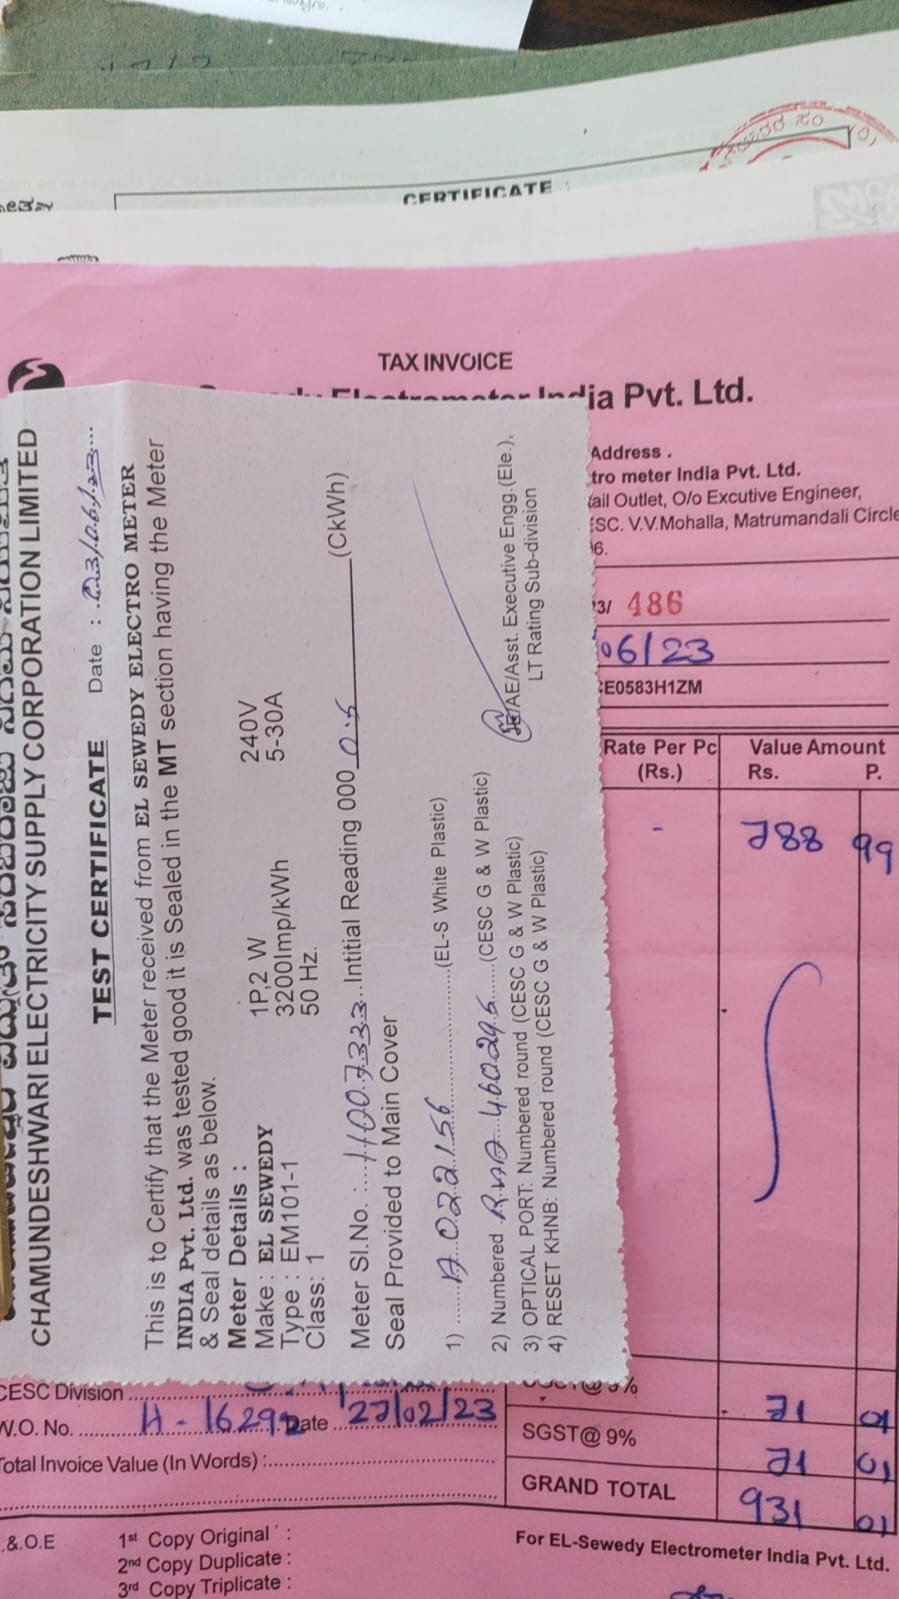 CERTIFICATE
TAX INVOICE
ia Pvt. Ltd.
Address .
tro meter India Pvt. Ltd.
ail Outlet, O/o Excutive Engineer,
SC. V.V.Mohalla, Matrumandali Circle
6.
3/ 486
06/23
E0583H1ZM
Rate Per Pc Value Amount
(Rs.) Rs. P.
- 788 99
CHAMUNDESHWARI ELECTRICITY SUPPLY CORPORATION LIMITED
TEST CERTIFICATE Date : 03/06/23
This is to Certify that the Meter received from EL SEWEDY ELECTRO METER
INDIA Pvt. Ltd. was tested good it is Sealed in the MT section having the Meter
& Seal details as below.
Meter Details :
Make : EL SEWEDY 1P,2 W 240V
Type : EM101-1 3200Imp/kWh 5-30A
Class: 1 50 Hz.
Meter Sl.No. : 11007333 Intitial Reading 000 0.5 (CkWh)
Seal Provided to Main Cover
1) A 022156 (EL-S White Plastic)
2) Numbered 460295 (CESC G & W Plastic)
3) OPTICAL PORT: Numbered round (CESC G & W Plastic)
4) RESET KHNB: Numbered round (CESC G & W Plastic)
JE/AE/Asst. Executive Engg.(Ele.),
LT Rating Sub-division
CESC Division
W.O. No. H - 16292 Date 27/02/23
Total Invoice Value (In Words) :
@9% 71 01
SGST@ 9% 71 01
GRAND TOTAL 931 01
.&.O.E 1st Copy Original :
2nd Copy Duplicate :
3rd Copy Triplicate :
For EL-Sewedy Electrometer India Pvt. Ltd.